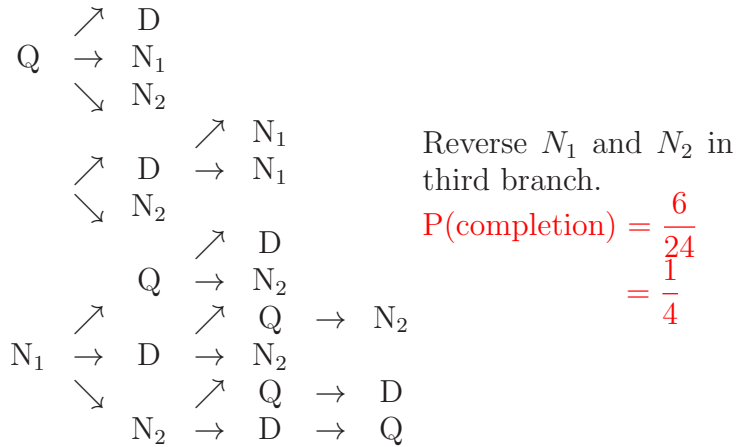 ↗ D
Q → N₁
↘ N₂
↗ N₁
↗ D → N₁
↘ N₂
↗ D
Q → N₂
↗ ↗ Q → N₂
N₁ → D → N₂
↘ ↗ Q → D
N₂ → D → Q
Reverse N₁ and N₂ in
third branch.
P(completion) = 6/24
= 1/4